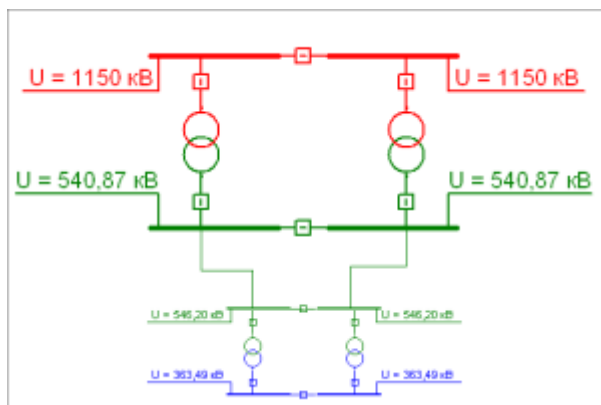 U = 1150 кВ U = 1150 кВ
U = 540,87 кВ U = 540,87 кВ
U = 546,20 кВ U = 546,20 кВ
U = 363,49 кВ U = 363,49 кВ